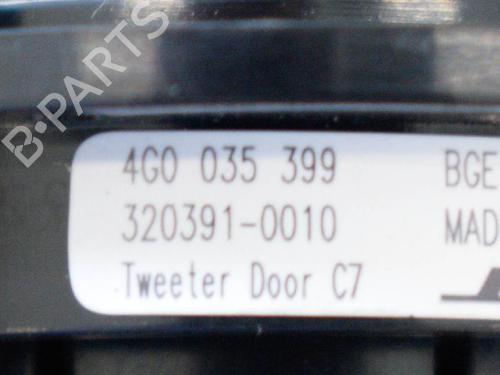 B-PARTS
4G0 035 399 BGE
320391-0010 MAD
Tweeter Door C7